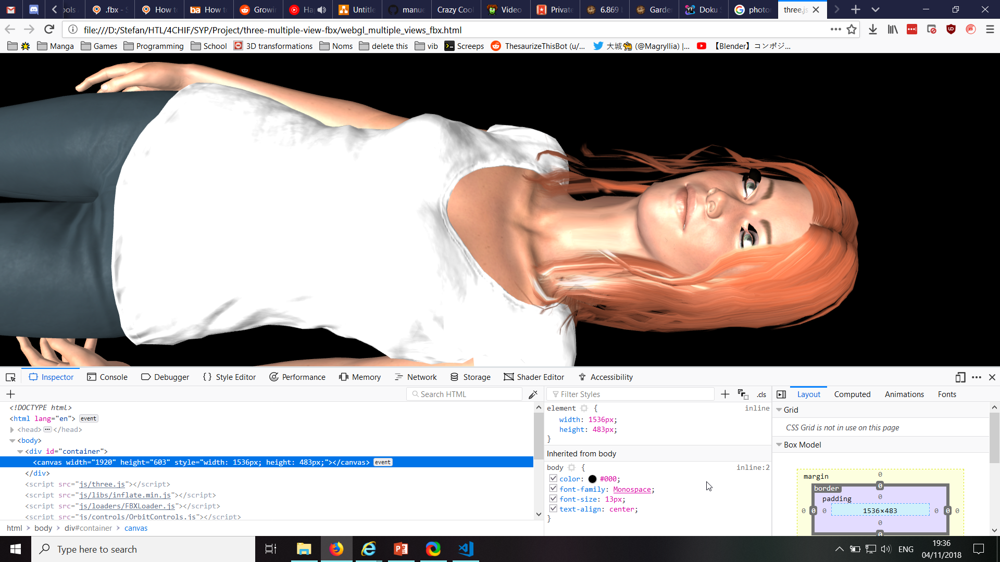 ools
.fbx - S
How to
How to
Growin
Ha
Untitle
manue
Crazy Cool
Video
Private
6.869
Garde
Doku S
photo
three.js
file:///D:/Stefan/HTL/4CHIF/SYP/Project/three-multiple-view-fbx/webgl_multiple_views_fbx.html
Manga Games Programming School 3D transformations Noms delete this vib Screeps ThesaurizeThisBot (u/... 大城🐈 (@Magryllia) |... 【Blender】コンポジ...
Inspector Console Debugger Style Editor Performance Memory Network Storage Shader Editor Accessibility
Search HTML
<!DOCTYPE html>
<html lang="en"> event
<head> ... </head>
<body>
<div id="container">
<canvas width="1920" height="603" style="width: 1536px; height: 483px;"></canvas> event
</div>
<script src="js/three.js"></script>
<script src="js/libs/inflate.min.js"></script>
<script src="js/loaders/FBXLoader.js"></script>
<script src="js/controls/OrbitControls.js"></script>
html > body > div#container > canvas
Filter Styles
.cls
element { inline
width: 1536px;
height: 483px;
}
Inherited from body
body { inline:2
color: #000;
font-family: Monospace;
font-size: 13px;
text-align: center;
}
Layout Computed Animations Fonts
Grid
CSS Grid is not in use on this page
Box Model
margin 0
border 0
padding 0
0 0 0 1536×483 0 0 0
0
0
Type here to search
ENG
19:36
04/11/2018